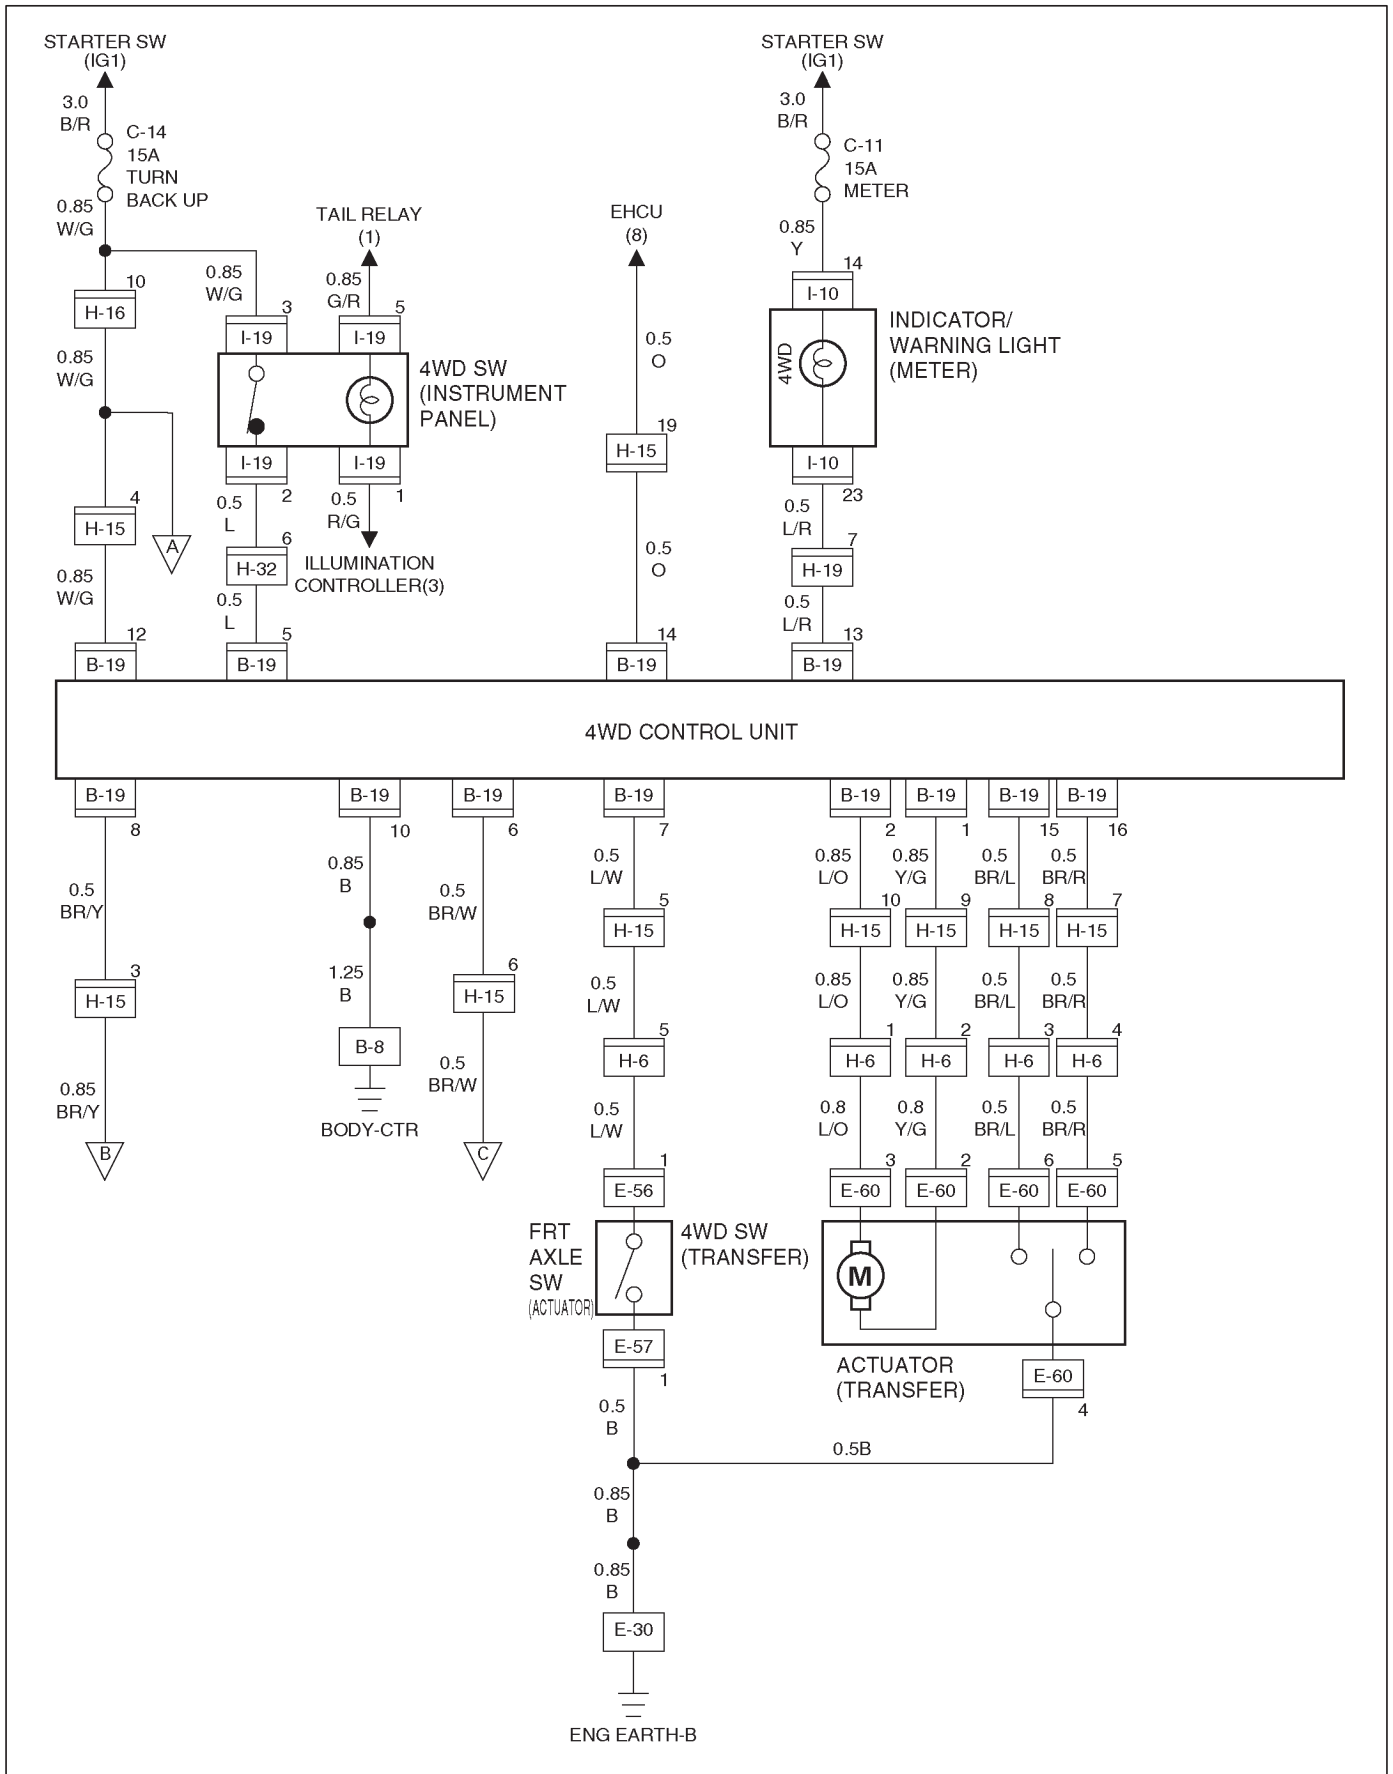 STARTER SW
(IG1)
3.0
B/R
C-14
15A
TURN
BACK UP
0.85
W/G
10
H-16
0.85
W/G
A
4
H-15
0.85
W/G
12
B-19
0.85
W/G
3
I-19
TAIL RELAY
(1)
0.85
G/R
5
I-19
4WD SW
(INSTRUMENT
PANEL)
I-19
2
I-19
1
0.5
L
0.5
R/G
6
H-32
ILLUMINATION
CONTROLLER(3)
0.5
L
5
B-19
EHCU
(8)
0.5
O
19
H-15
0.5
O
14
B-19
STARTER SW
(IG1)
3.0
B/R
C-11
15A
METER
0.85
Y
14
I-10
4WD
INDICATOR/
WARNING LIGHT
(METER)
I-10
23
0.5
L/R
7
H-19
0.5
L/R
13
B-19
4WD CONTROL UNIT
B-19
8
0.5
BR/Y
3
H-15
0.85
BR/Y
B
B-19
10
0.85
B
1.25
B
B-8
BODY-CTR
B-19
6
0.5
BR/W
6
H-15
0.5
BR/W
C
B-19
7
0.5
L/W
5
H-15
0.5
L/W
5
H-6
0.5
L/W
1
E-56
FRT
AXLE
SW
(ACTUATOR)
4WD SW
(TRANSFER)
E-57
1
0.5
B
0.5B
0.85
B
0.85
B
E-30
ENG EARTH-B
B-19
2
B-19
1
B-19
15
B-19
16
0.85
L/O
0.85
Y/G
0.5
BR/L
0.5
BR/R
10
H-15
9
H-15
8
H-15
7
H-15
0.85
L/O
0.85
Y/G
0.5
BR/L
0.5
BR/R
1
H-6
2
H-6
3
H-6
4
H-6
0.8
L/O
0.8
Y/G
0.5
BR/L
0.5
BR/R
3
E-60
2
E-60
6
E-60
5
E-60
M
ACTUATOR
(TRANSFER)
E-60
4